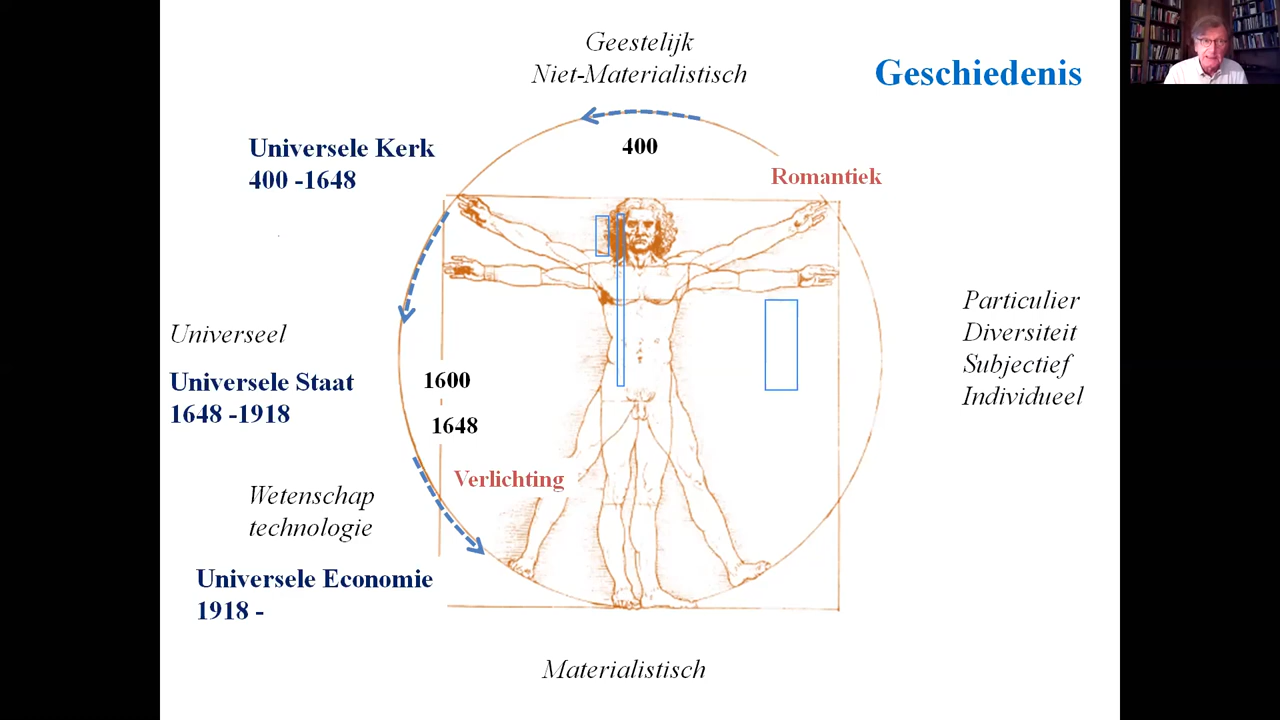 Geestelijk
Niet-Materialistisch
Geschiedenis
Universele Kerk
400 -1648
400
Romantiek
Particulier
Diversiteit
Subjectief
Individueel
Universeel
Universele Staat
1648 -1918
1600
1648
Verlichting
Wetenschap
technologie
Universele Economie
1918 -
Materialistisch